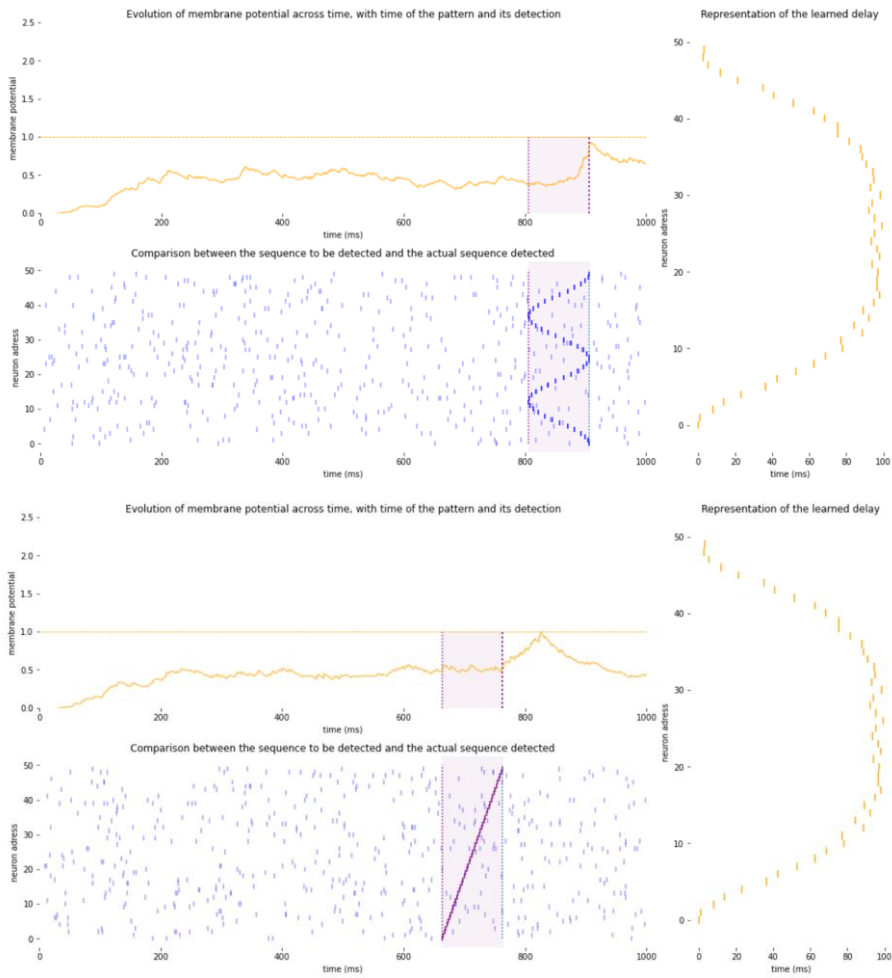 Evolution of membrane potential across time, with time of the pattern and its detection
2.5
2.0
1.5
1.0
0.5
0.0
membrane potential
0 200 400 600 800 1000
time (ms)
Comparison between the sequence to be detected and the actual sequence detected
50
40
30
20
10
0
neuron adress
0 200 400 600 800 1000
time (ms)
Representation of the learned delay
50
40
30
20
10
0
neuron adress
0 20 40 60 80 100
time (ms)
Evolution of membrane potential across time, with time of the pattern and its detection
2.5
2.0
1.5
1.0
0.5
0.0
membrane potential
0 200 400 600 800 1000
time (ms)
Comparison between the sequence to be detected and the actual sequence detected
50
40
30
20
10
0
neuron adress
0 200 400 600 800 1000
time (ms)
Representation of the learned delay
50
40
30
20
10
0
neuron adress
0 20 40 60 80 100
time (ms)